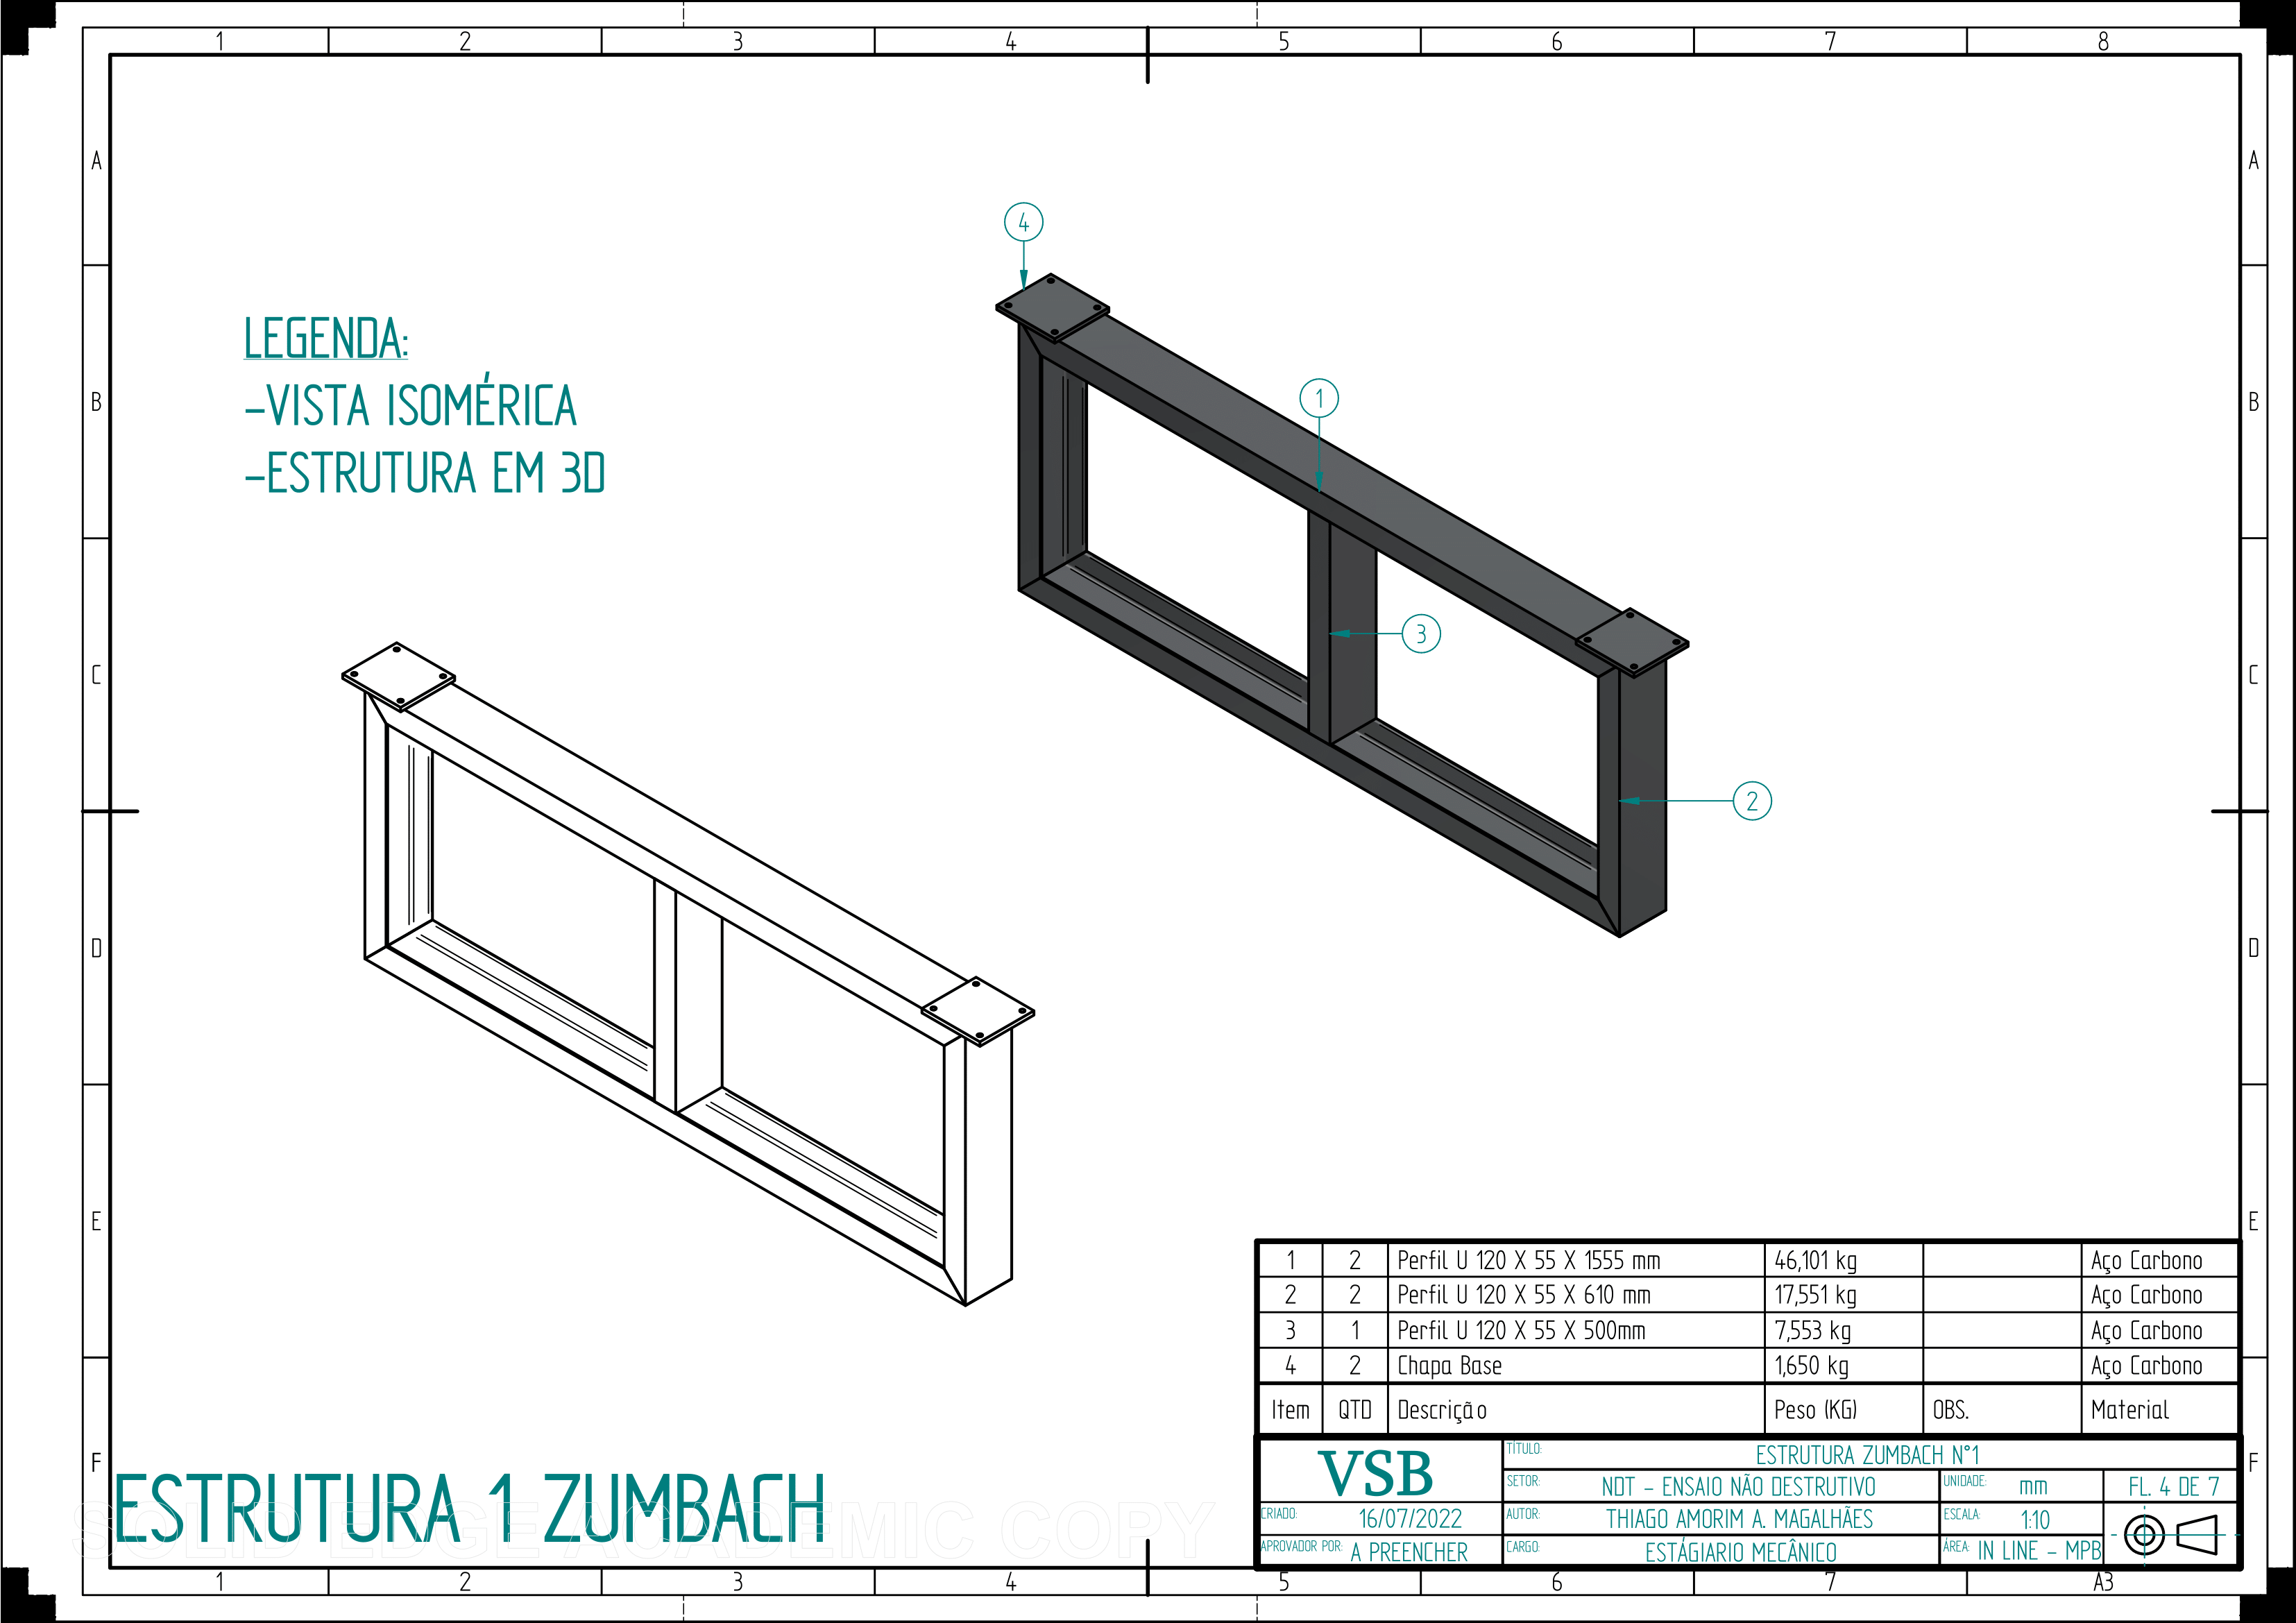 1 2 3 4 5 6 7 8
A A
4
LEGENDA:
-VISTA ISOMÉRICA
-ESTRUTURA EM 3D
1
B B
3
C C
2
D D
E E
1 2 Perfil U 120 X 55 X 1555 mm 46,101 kg Aço Carbono
2 2 Perfil U 120 X 55 X 610 mm 17,551 kg Aço Carbono
3 1 Perfil U 120 X 55 X 500mm 7,553 kg Aço Carbono
4 2 Chapa Base 1,650 kg Aço Carbono
Item QTD Descrição Peso (KG) OBS. Material
F F
VSB
TÍTULO: ESTRUTURA ZUMBACH N°1
SETOR: NDT - ENSAIO NÃO DESTRUTIVO UNIDADE: mm FL. 4 DE 7
CRIADO: 16/07/2022 AUTOR: THIAGO AMORIM A. MAGALHÃES ESCALA: 1:10
APROVADOR POR: A PREENCHER CARGO: ESTÁGIARIO MECÂNICO ÁREA: IN LINE - MPB
ESTRUTURA 1 ZUMBACH
SOLID EDGE ACADEMIC COPY
1 2 3 4 5 6 7 A3